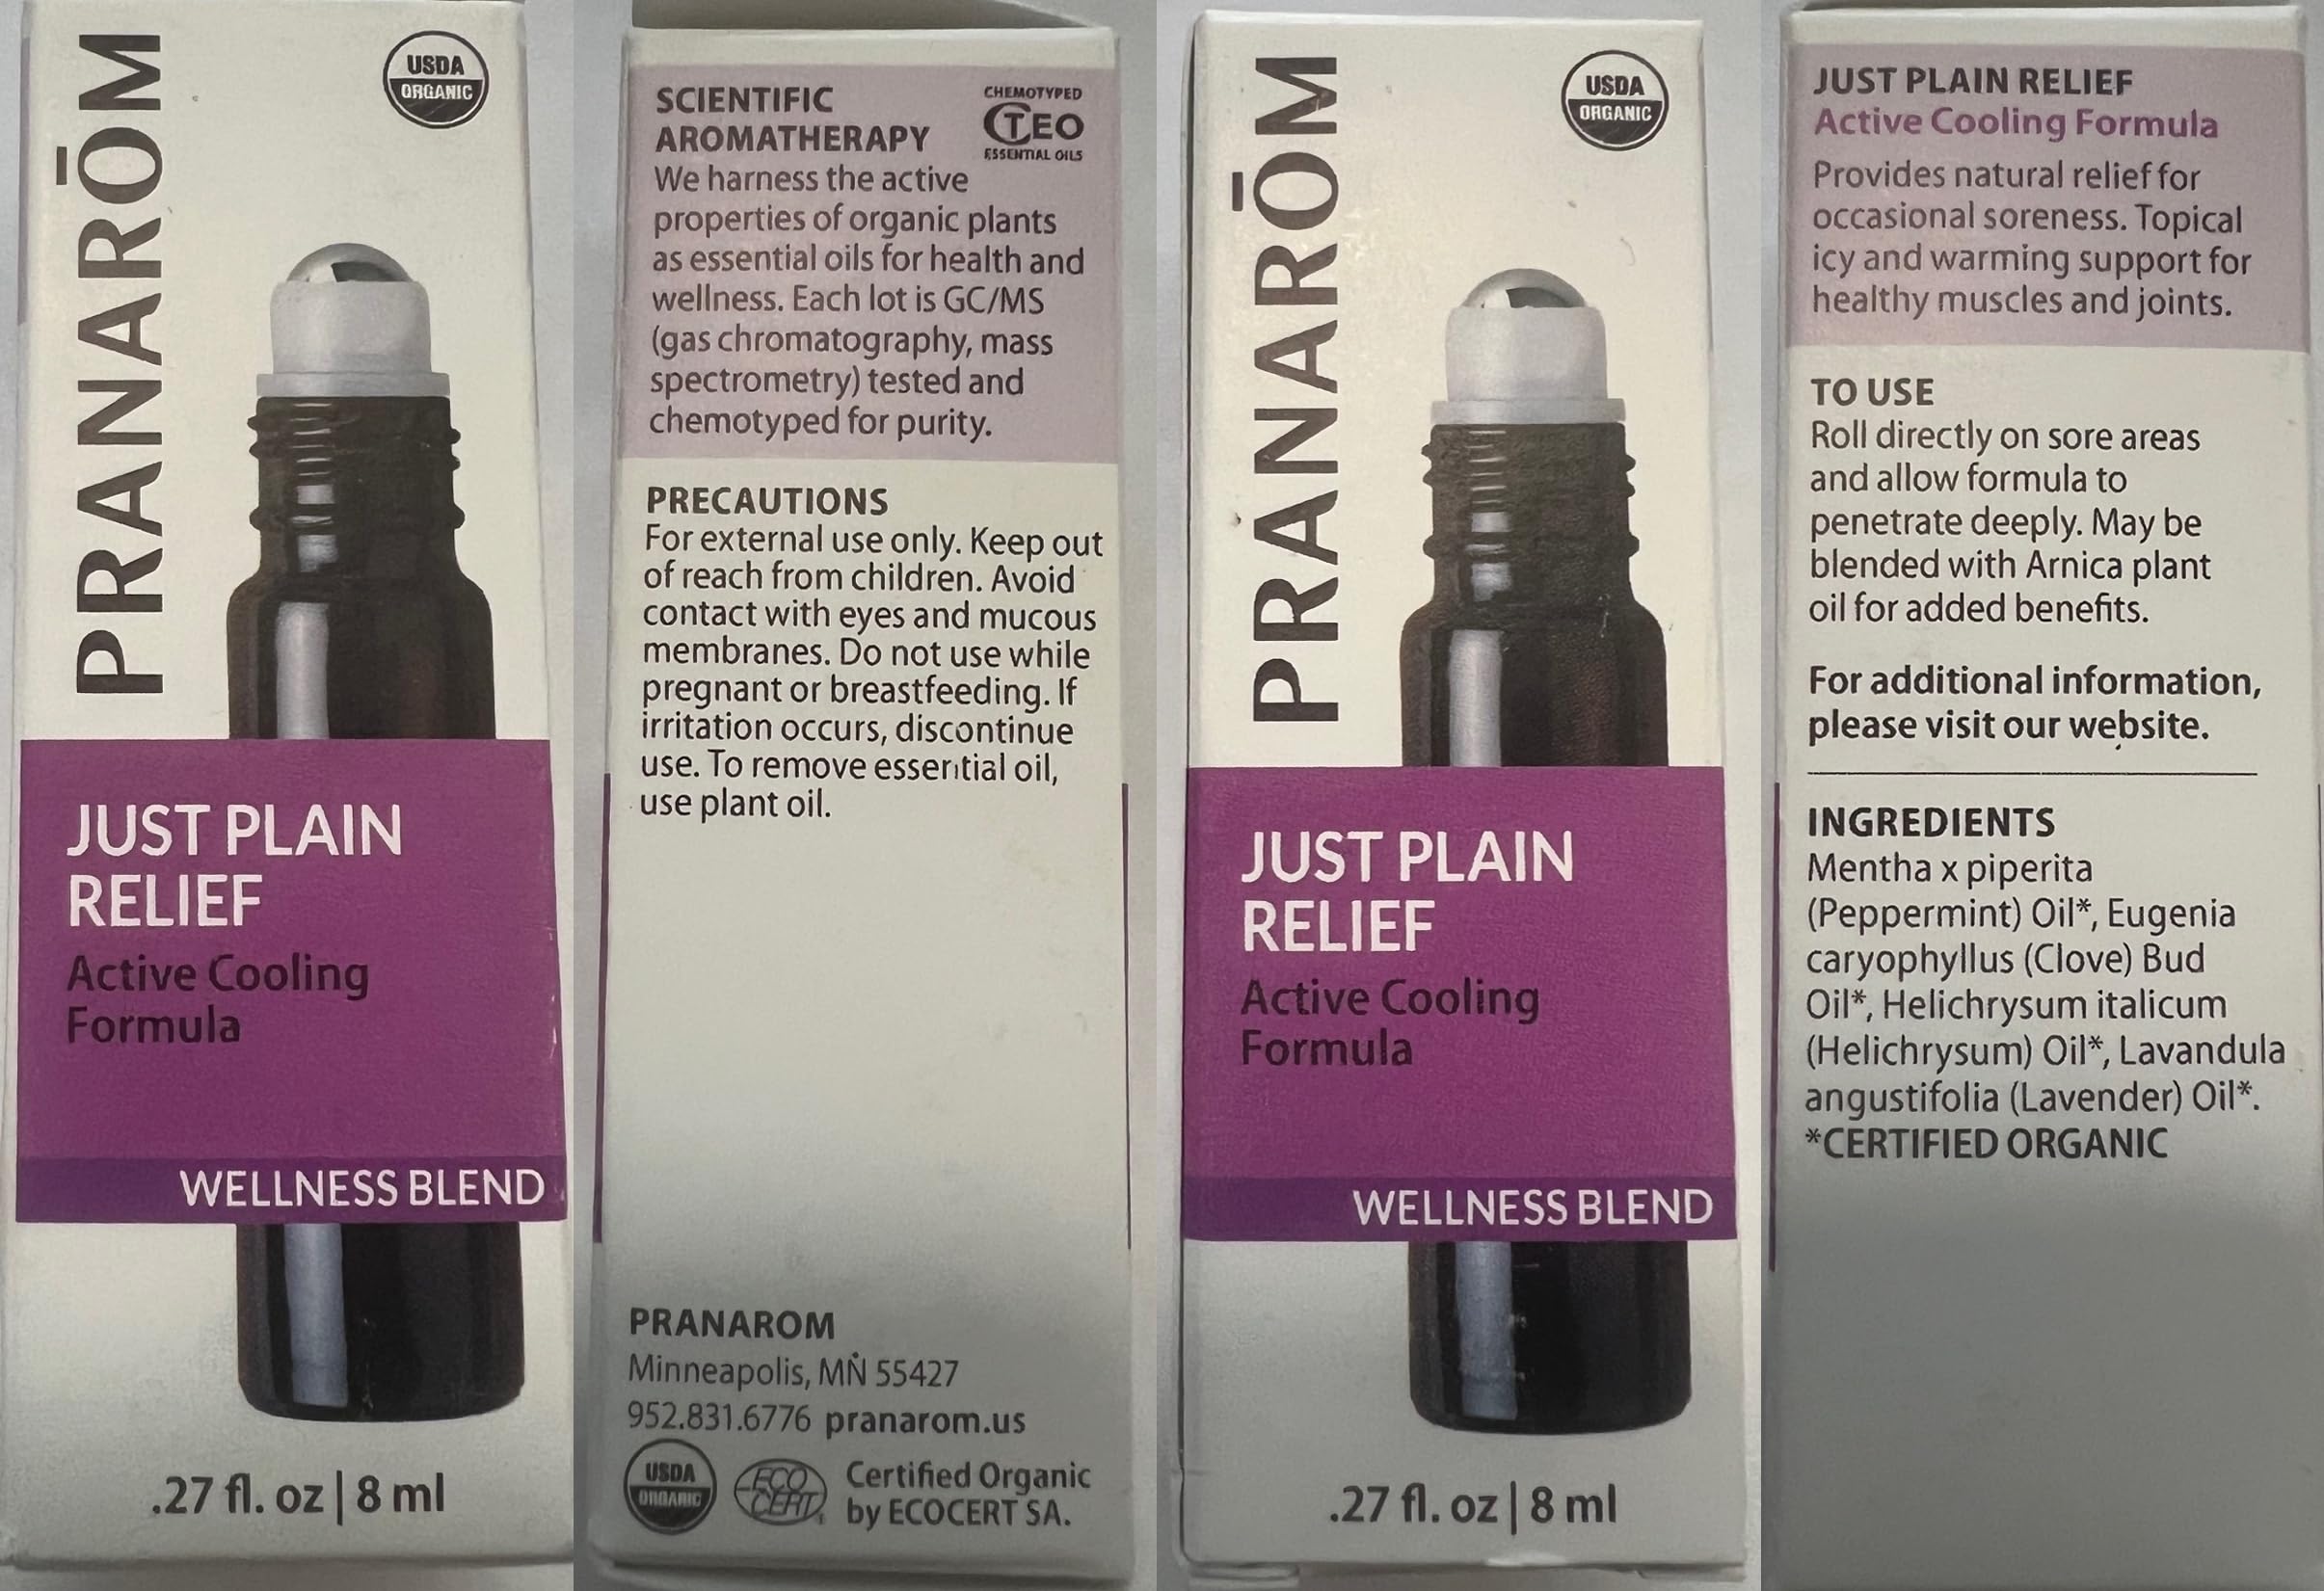 PRANARŌM
USDA
ORGANIC
JUST PLAIN
RELIEF
Active Cooling
Formula
WELLNESS BLEND
.27 fl. oz | 8 ml
SCIENTIFIC
AROMATHERAPY
CHEMOTYPED
CTEO
ESSENTIAL OILS
We harness the active
properties of organic plants
as essential oils for health and
wellness. Each lot is GC/MS
(gas chromatography, mass
spectrometry) tested and
chemotyped for purity.
PRECAUTIONS
For external use only. Keep out
of reach from children. Avoid
contact with eyes and mucous
membranes. Do not use while
pregnant or breastfeeding. If
irritation occurs, discontinue
use. To remove essential oil,
use plant oil.
PRANAROM
Minneapolis, MN 55427
952.831.6776 pranarom.us
USDA
ORGANIC
ECO
CERT
Certified Organic
by ECOCERT SA.
PRANARŌM
USDA
ORGANIC
JUST PLAIN
RELIEF
Active Cooling
Formula
WELLNESS BLEND
.27 fl. oz | 8 ml
JUST PLAIN RELIEF
Active Cooling Formula
Provides natural relief for
occasional soreness. Topical
icy and warming support for
healthy muscles and joints.
TO USE
Roll directly on sore areas
and allow formula to
penetrate deeply. May be
blended with Arnica plant
oil for added benefits.
For additional information,
please visit our website.
INGREDIENTS
Mentha x piperita
(Peppermint) Oil*, Eugenia
caryophyllus (Clove) Bud
Oil*, Helichrysum italicum
(Helichrysum) Oil*, Lavandula
angustifolia (Lavender) Oil*.
*CERTIFIED ORGANIC